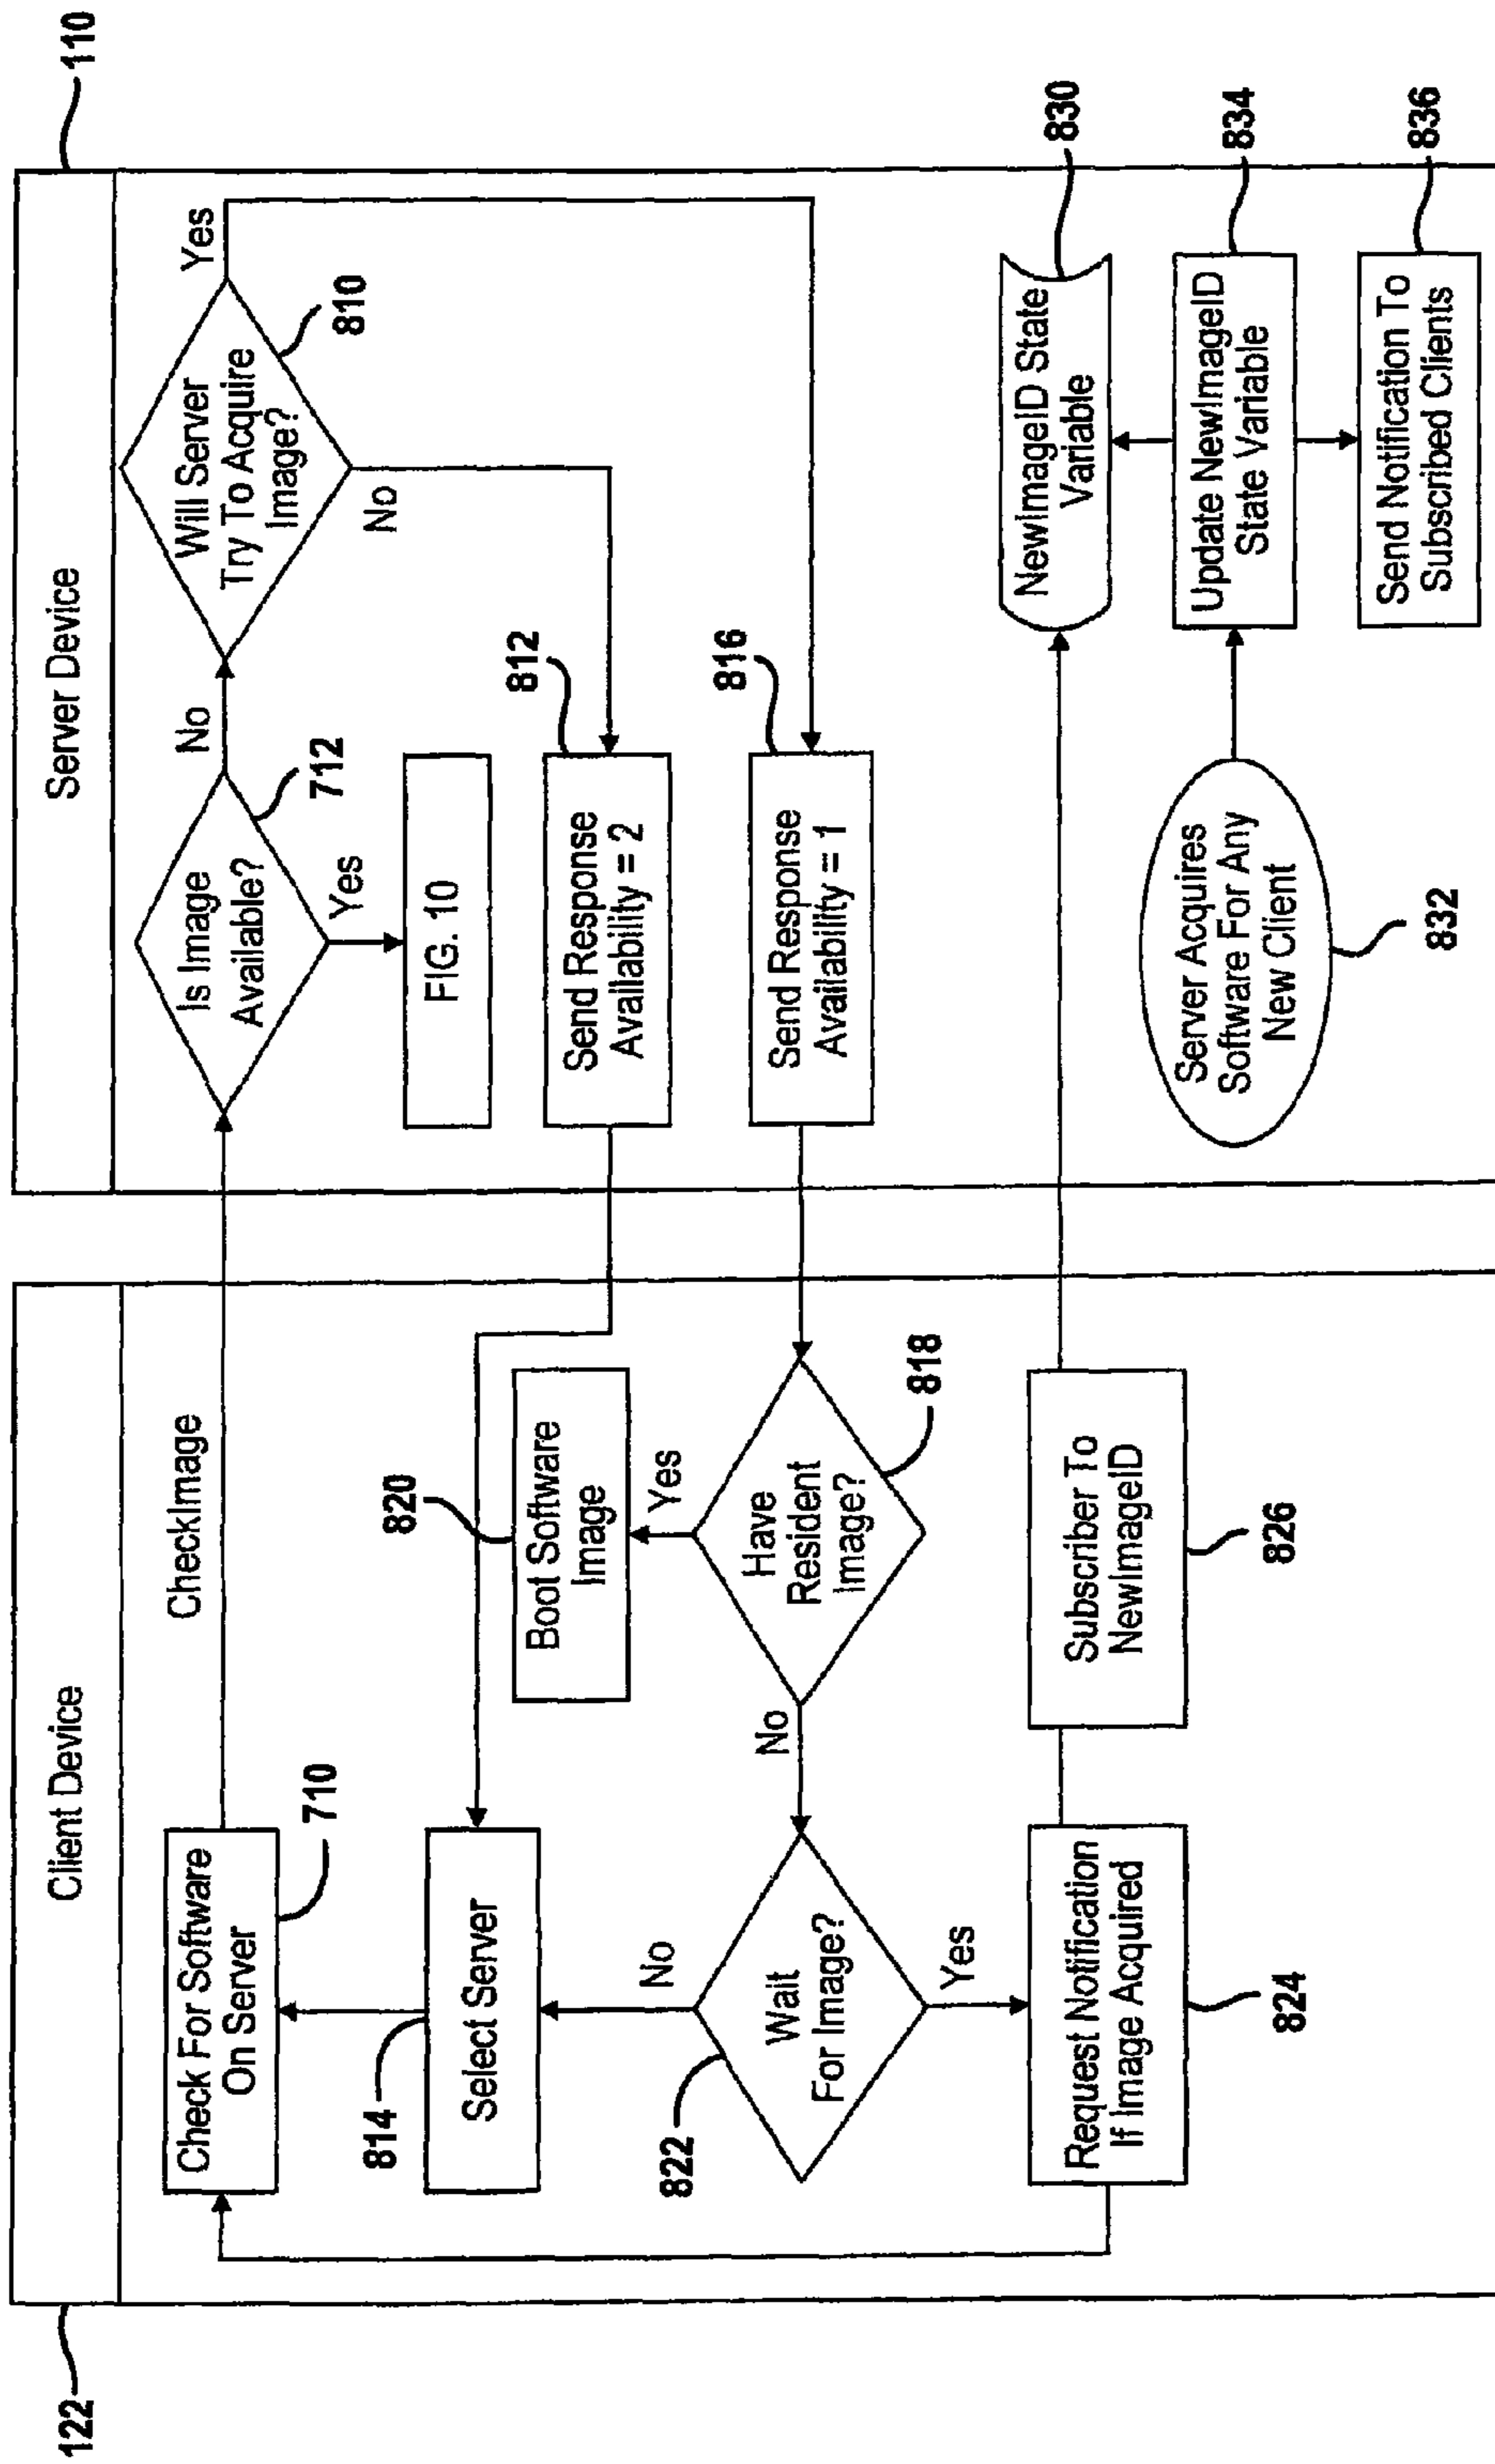 122
Client Device
Check For Software
On Server
710
CheckImage
Select Server
814
820
Boot Software
Image
Yes
Have
Resident
Image?
818
No
Wait
For Image?
822
No
Yes
Request Notification
If Image Acquired
824
Subscriber To
NewImageID
826
Server Device
110
Is Image
Available?
712
No
Yes
FIG. 10
Will Server
Try To Acquire
Image?
810
Yes
No
812
Send Response
Availability = 2
816
Send Response
Availability = 1
NewImageID State
Variable
830
Server Acquires
Software For Any
New Client
832
Update NewImageID
State Variable
834
Send Notification To
Subscribed Clients
836